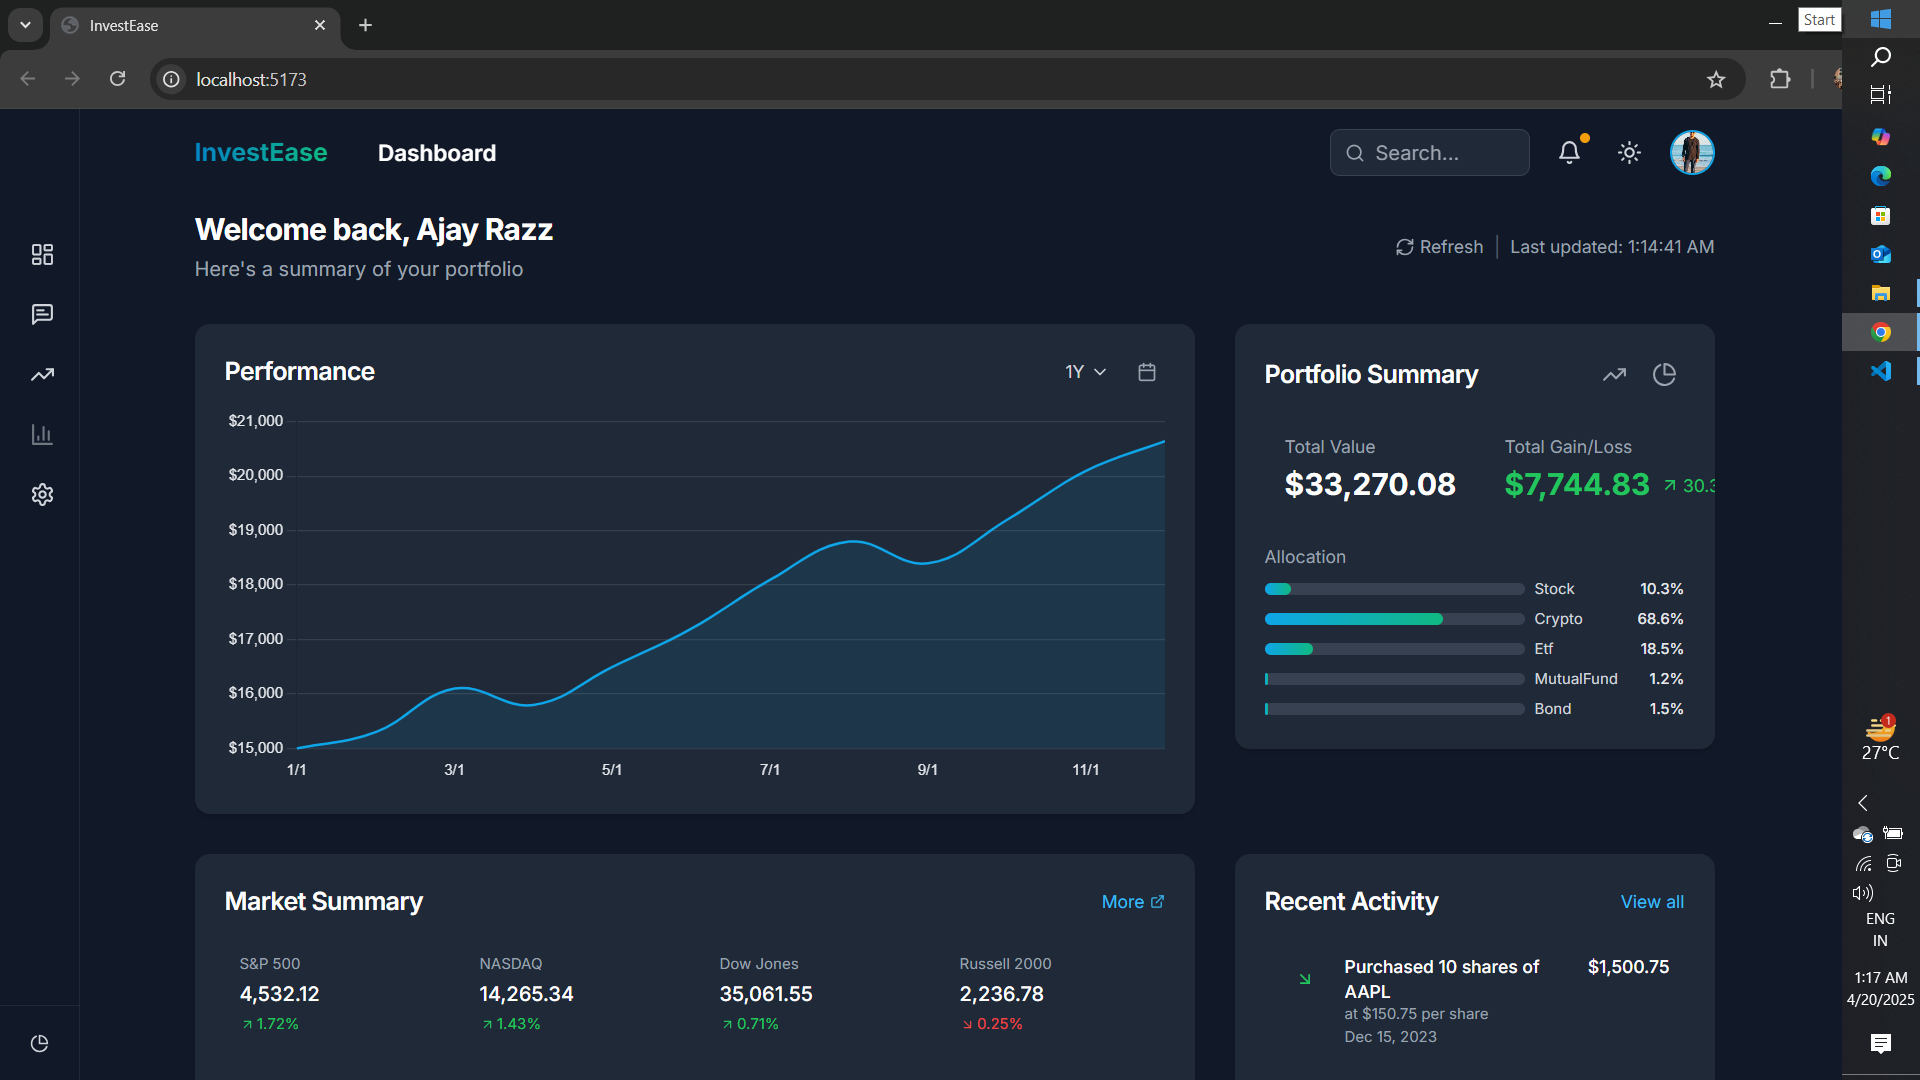 InvestEase
Start
localhost:5173
InvestEase
Dashboard
Search...
Welcome back, Ajay Razz
Here's a summary of your portfolio
Refresh
Last updated: 1:14:41 AM
Performance
1Y
$21,000
$20,000
$19,000
$18,000
$17,000
$16,000
$15,000
1/1 3/1 5/1 7/1 9/1 11/1
Portfolio Summary
Total Value
$33,270.08
Total Gain/Loss
$7,744.83 30.3
Allocation
Stock 10.3%
Crypto 68.6%
Etf 18.5%
MutualFund 1.2%
Bond 1.5%
Market Summary
More
S&P 500
4,532.12
1.72%
NASDAQ
14,265.34
1.43%
Dow Jones
35,061.55
0.71%
Russell 2000
2,236.78
0.25%
Recent Activity
View all
Purchased 10 shares of
AAPL
$1,500.75
at $150.75 per share
Dec 15, 2023
1
27°C
ENG
IN
1:17 AM
4/20/2025